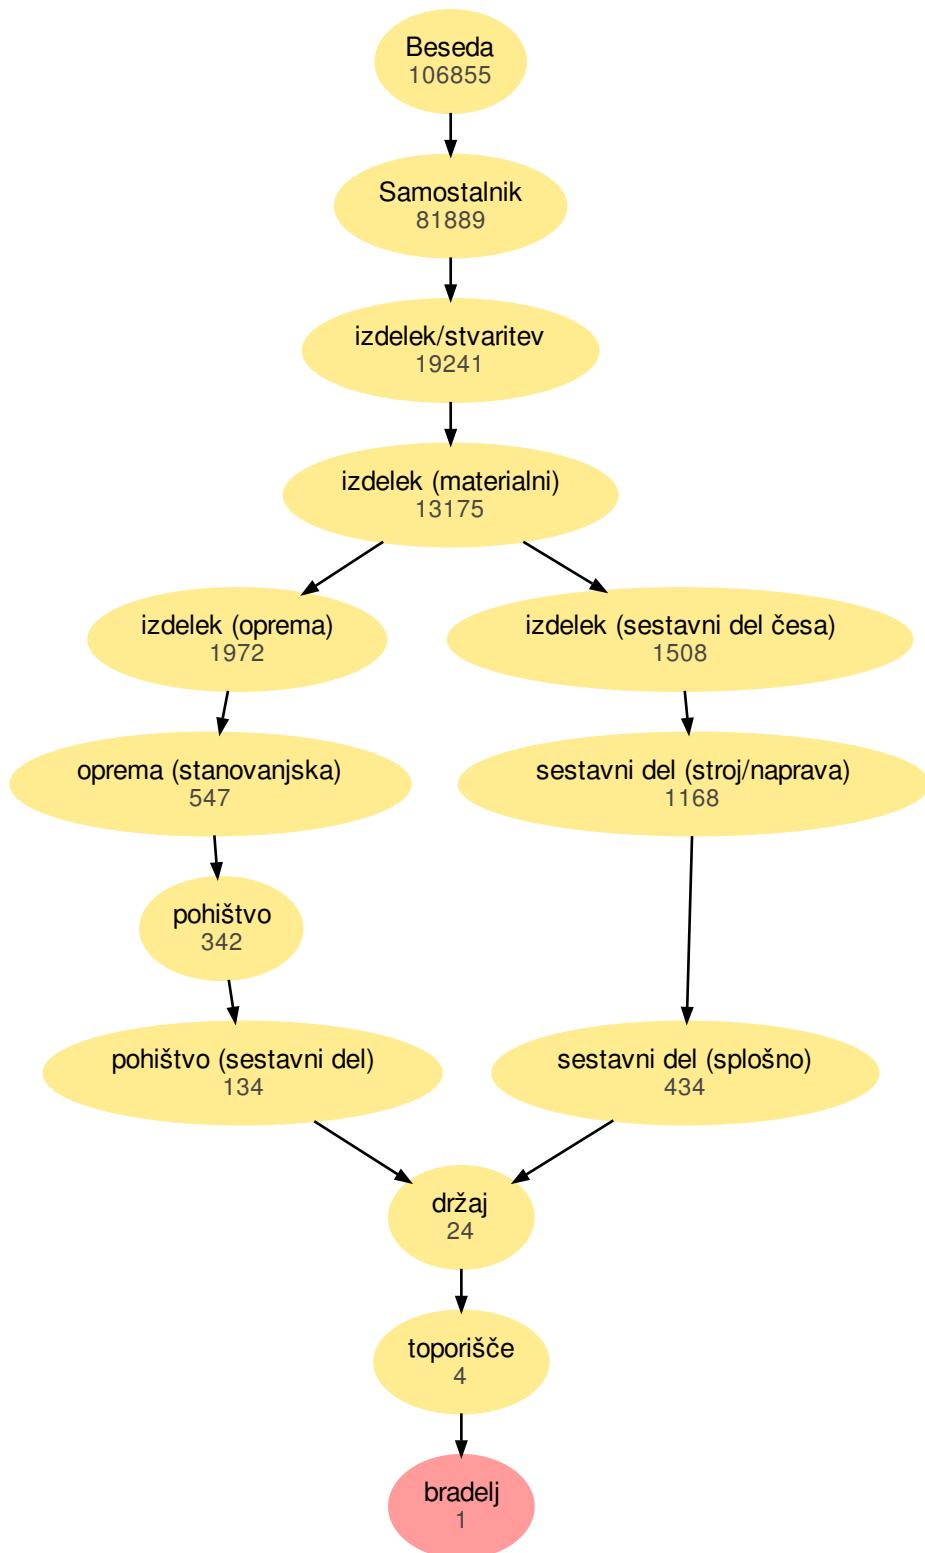 Beseda
106855
Samostalnik
81889
izdelek/stvaritev
19241
izdelek (materialni)
13175
izdelek (oprema)
1972
izdelek (sestavni del česa)
1508
oprema (stanovanjska)
547
sestavni del (stroj/naprava)
1168
pohištvo
342
pohištvo (sestavni del)
134
sestavni del (splošno)
434
držaj
24
toporišče
4
bradelj
1